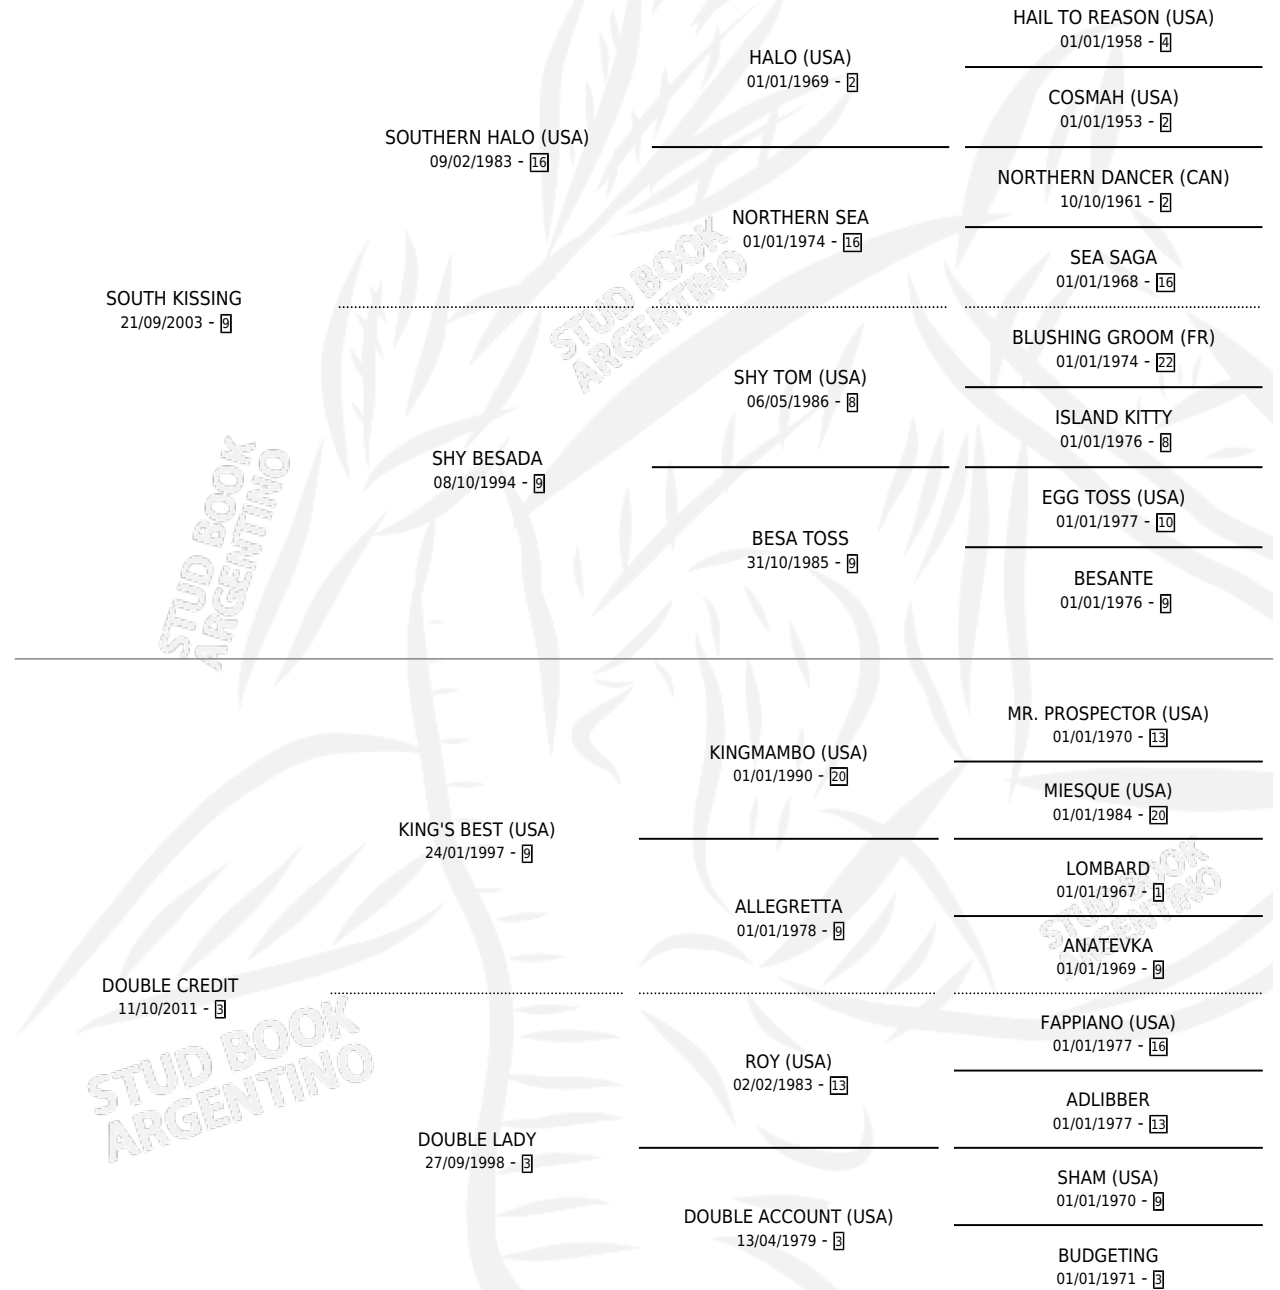 HAIL TO REASON (USA)
01/01/1958 - 4
HALO (USA)
01/01/1969 - 2
COSMAH (USA)
01/01/1953 - 2
SOUTHERN HALO (USA)
09/02/1983 - 16
NORTHERN DANCER (CAN)
10/10/1961 - 2
NORTHERN SEA
01/01/1974 - 16
SEA SAGA
01/01/1968 - 16
SOUTH KISSING
21/09/2003 - 9
STUD BOOK
ARGENTINO
BLUSHING GROOM (FR)
01/01/1974 - 22
SHY TOM (USA)
06/05/1986 - 8
ISLAND KITTY
01/01/1976 - 8
SHY BESADA
08/10/1994 - 9
EGG TOSS (USA)
01/01/1977 - 10
BESA TOSS
31/10/1985 - 9
BESANTE
01/01/1976 - 9
STUD BOOK
ARGENTINO
MR. PROSPECTOR (USA)
01/01/1970 - 13
KINGMAMBO (USA)
01/01/1990 - 20
MIESQUE (USA)
01/01/1984 - 20
KING'S BEST (USA)
24/01/1997 - 9
LOMBARD
01/01/1967 - 1
ALLEGRETTA
01/01/1978 - 9
ANATEVKA
01/01/1969 - 9
STUD BOOK
ARGENTINO
DOUBLE CREDIT
11/10/2011 - 3
FAPPIANO (USA)
01/01/1977 - 16
ROY (USA)
02/02/1983 - 13
ADLIBBER
01/01/1977 - 13
STUD BOOK
ARGENTINO
DOUBLE LADY
27/09/1998 - 3
SHAM (USA)
01/01/1970 - 9
DOUBLE ACCOUNT (USA)
13/04/1979 - 3
BUDGETING
01/01/1971 - 3